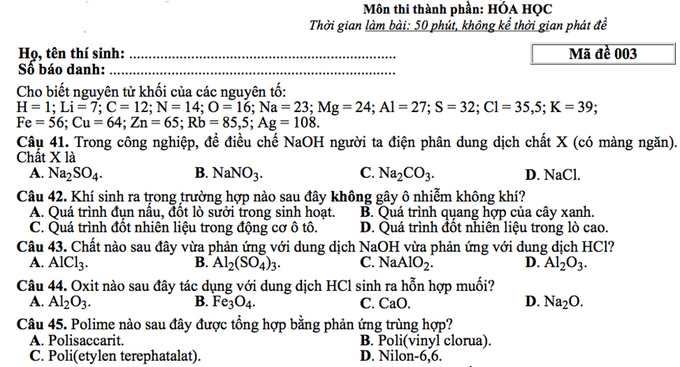 Môn thi thành phần: HÓA HỌC
Thời gian làm bài: 50 phút, không kể thời gian phát đề
Họ, tên thí sinh: ..............................................................
Mã đề 003
Số báo danh: ..................................................................
Cho biết nguyên tử khối của các nguyên tố:
H = 1; Li = 7; C = 12; N = 14; O = 16; Na = 23; Mg = 24; Al = 27; S = 32; Cl = 35,5; K = 39;
Fe = 56; Cu = 64; Zn = 65; Rb = 85,5; Ag = 108.
Câu 41. Trong công nghiệp, để điều chế NaOH người ta điện phân dung dịch chất X (có màng ngăn).
Chất X là
A. Na₂SO₄. B. NaNO₃. C. Na₂CO₃. D. NaCl.
Câu 42. Khí sinh ra trong trường hợp nào sau đây không gây ô nhiễm không khí?
A. Quá trình đun nấu, đốt lò sưởi trong sinh hoạt. B. Quá trình quang hợp của cây xanh.
C. Quá trình đốt nhiên liệu trong động cơ ô tô. D. Quá trình đốt nhiên liệu trong lò cao.
Câu 43. Chất nào sau đây vừa phản ứng với dung dịch NaOH vừa phản ứng với dung dịch HCl?
A. AlCl₃. B. Al₂(SO₄)₃. C. NaAlO₂. D. Al₂O₃.
Câu 44. Oxit nào sau đây tác dụng với dung dịch HCl sinh ra hỗn hợp muối?
A. Al₂O₃. B. Fe₃O₄. C. CaO. D. Na₂O.
Câu 45. Polime nào sau đây được tổng hợp bằng phản ứng trùng hợp?
A. Polisaccarit. B. Poli(vinyl clorua).
C. Poli(etylen terephatalat). D. Nilon-6,6.